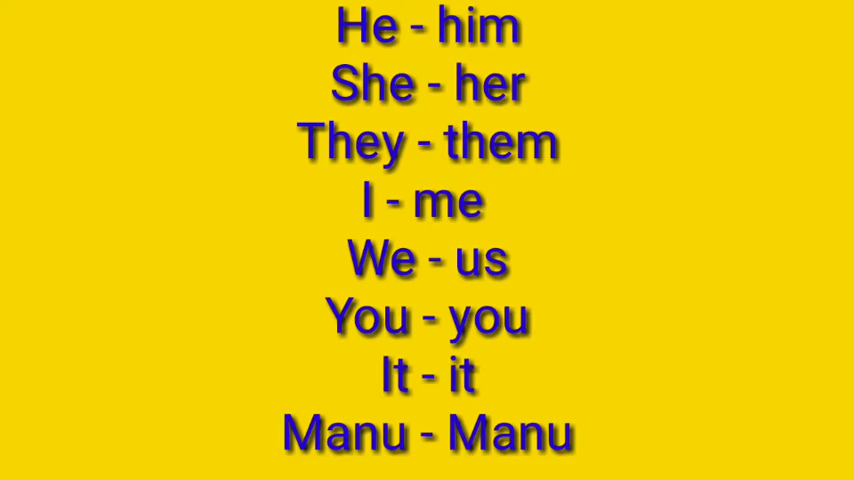 He - him
She - her
They - them
I - me
We - us
You - you
It - it
Manu - Manu